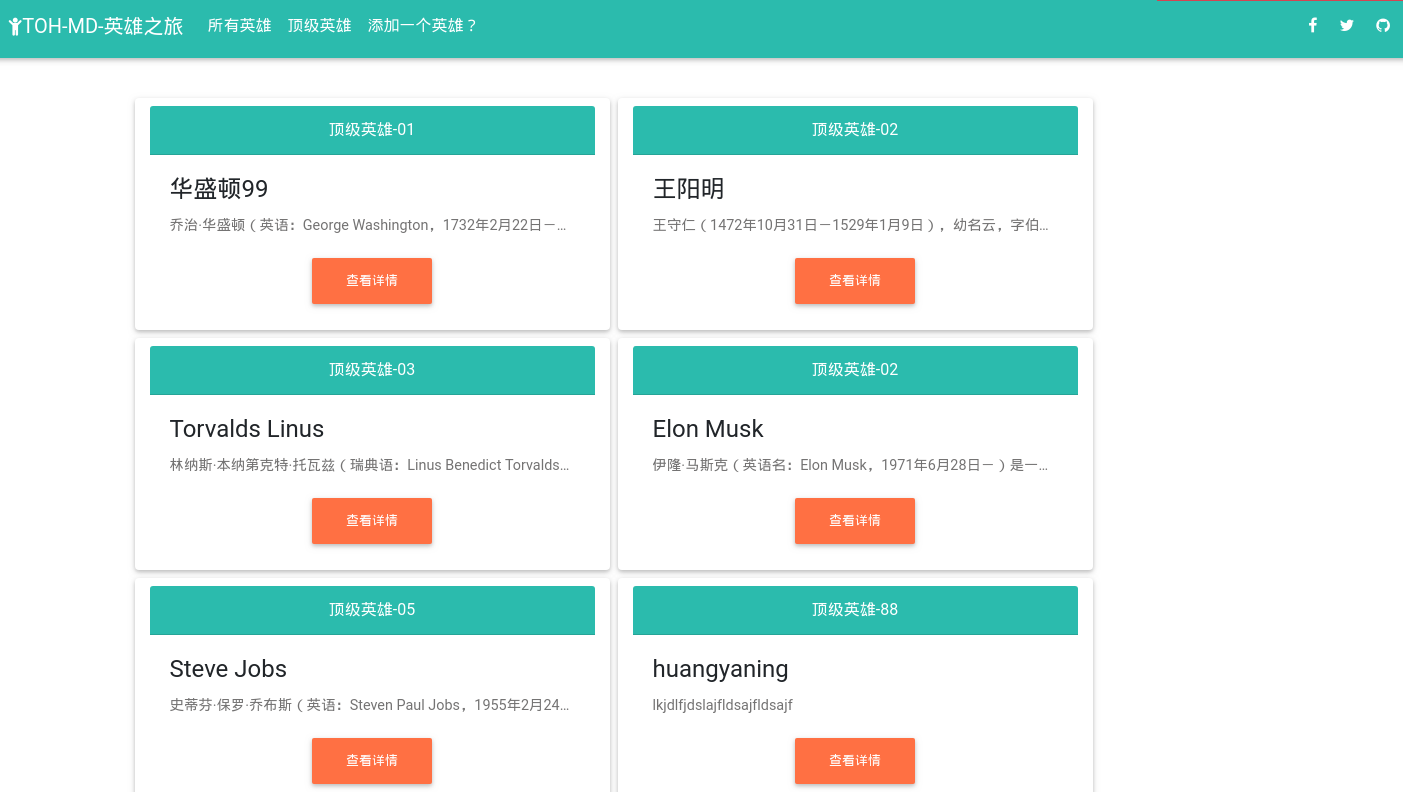 TOH-MD-英雄之旅 所有英雄 顶级英雄 添加一个英雄？
顶级英雄-01
华盛顿99
乔治·华盛顿（英语：George Washington，1732年2月22日－...
查看详情
顶级英雄-02
王阳明
王守仁（1472年10月31日－1529年1月9日），幼名云，字伯...
查看详情
顶级英雄-03
Torvalds Linus
林纳斯·本纳第克特·托瓦兹（瑞典语：Linus Benedict Torvalds...
查看详情
顶级英雄-02
Elon Musk
伊隆·马斯克（英语名：Elon Musk，1971年6月28日－）是一...
查看详情
顶级英雄-05
Steve Jobs
史蒂芬·保罗·乔布斯（英语：Steven Paul Jobs，1955年2月24...
查看详情
顶级英雄-88
huangyaning
lkjdlfjdslajfldsajfldsajf
查看详情